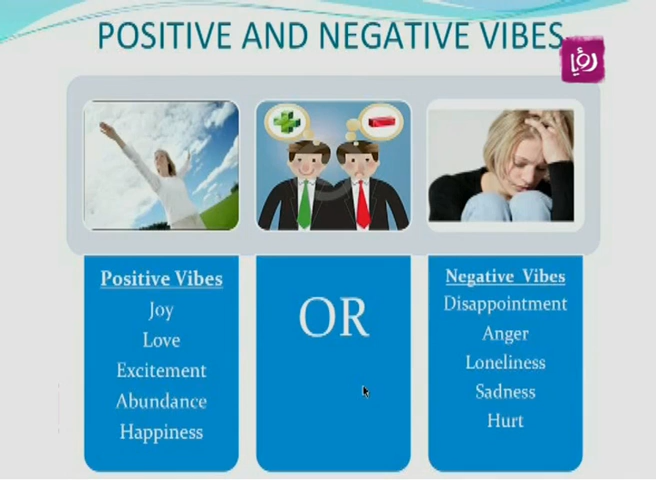 POSITIVE AND NEGATIVE VIBES
رؤيا
Positive Vibes
Joy
Love
Excitement
Abundance
Happiness
OR
Negative Vibes
Disappointment
Anger
Loneliness
Sadness
Hurt